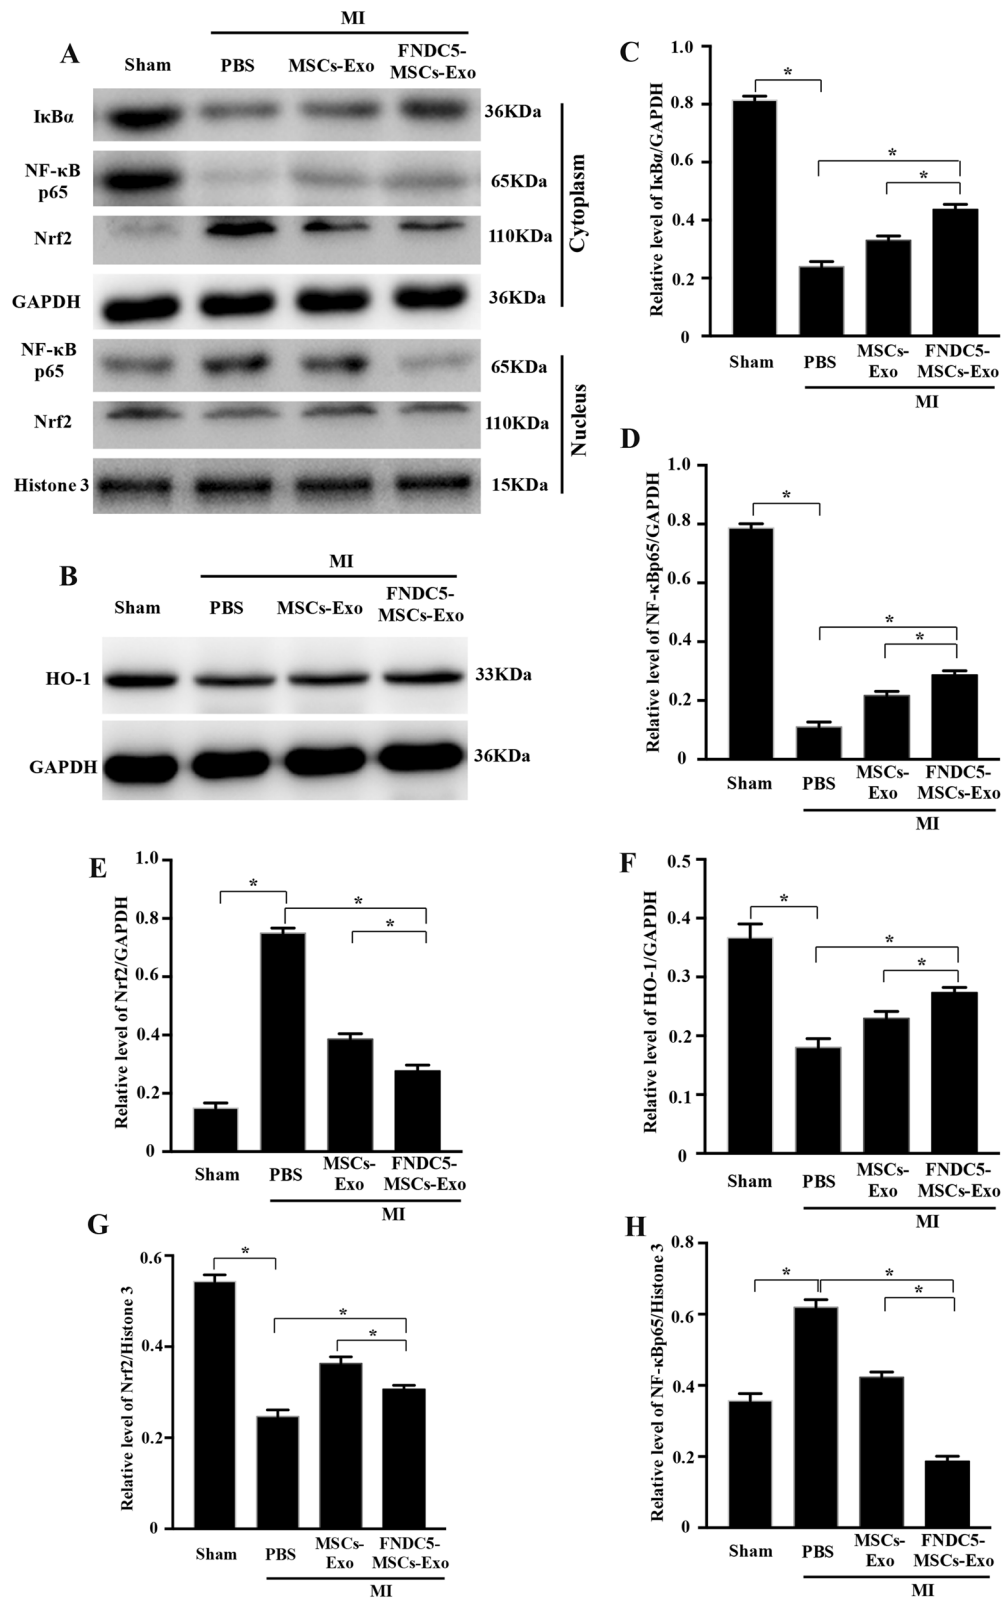 A
MI
Sham
PBS
MSCs-Exo
FNDC5-
MSCs-Exo
IκBα
36KDa
NF-κB
p65
65KDa
Nrf2
110KDa
GAPDH
36KDa
Cytoplasm
NF-κB
p65
65KDa
Nrf2
110KDa
Histone 3
15KDa
Nucleus
B
MI
Sham
PBS
MSCs-Exo
FNDC5-
MSCs-Exo
HO-1
33KDa
GAPDH
36KDa
C
Relative level of IκBα/GAPDH
1.0
0.8
0.6
0.4
0.2
0
*
*
*
Sham
PBS
MSCs-
Exo
FNDC5-
MSCs-Exo
MI
D
Relative level of NF-κBp65/GAPDH
1.0
0.8
0.6
0.4
0.2
0
*
*
*
Sham
PBS
MSCs-
Exo
FNDC5-
MSCs-Exo
MI
E
Relative level of Nrf2/GAPDH
1.0
0.8
0.6
0.4
0.2
0
*
*
*
Sham
PBS
MSCs-
Exo
FNDC5-
MSCs-Exo
MI
F
Relative level of HO-1/GAPDH
0.5
0.4
0.3
0.2
0.1
0
*
*
*
Sham
PBS
MSCs-
Exo
FNDC5-
MSCs-Exo
MI
G
Relative level of Nrf2/Histone 3
0.6
0.4
0.2
0
*
*
*
Sham
PBS
MSCs-
Exo
FNDC5-
MSCs-Exo
MI
H
Relative level of NF-κBp65/Histone 3
0.8
0.6
0.4
0.2
0
*
*
*
Sham
PBS
MSCs-
Exo
FNDC5-
MSCs-Exo
MI